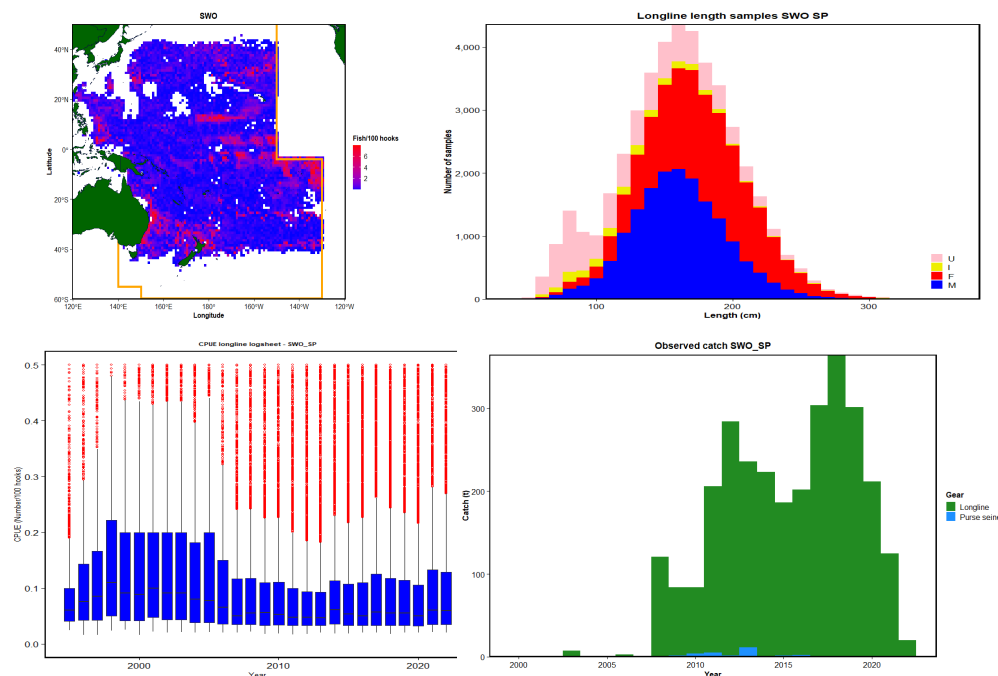 SWO
40°N
20°N
0°
20°S
40°S
60°S
120°E
140°E
160°E
180°
160°W
140°W
120°W
Latitude
Longitude
Fish/100 hooks
6
4
2
Longline length samples SWO SP
4,000
3,000
2,000
1,000
0
100
200
300
Number of samples
Length (cm)
U
I
F
M
CPUE longline logsheet - SWO_SP
0.5
0.4
0.3
0.2
0.1
0.0
2000
2010
2020
CPUE (Number/100 hooks)
Year
Observed catch SWO_SP
300
200
100
0
2000
2005
2010
2015
2020
Catch (t)
Year
Gear
Longline
Purse seine